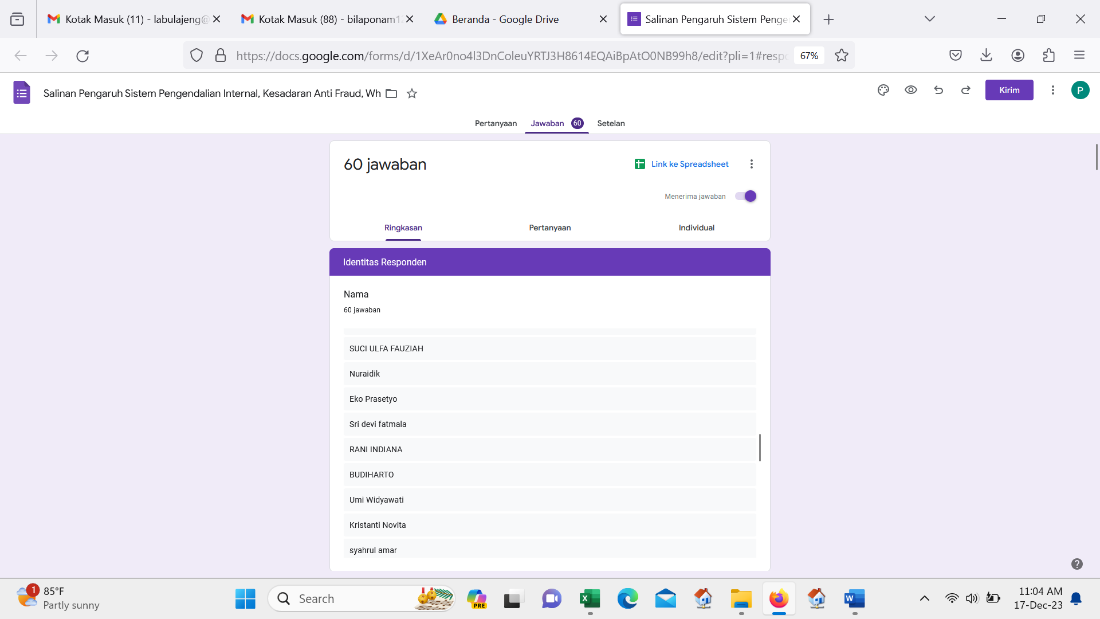 Kotak Masuk (11) - labulajeng@
Kotak Masuk (88) - bilaponam1
Beranda - Google Drive
Salinan Pengaruh Sistem Penge
https://docs.google.com/forms/d/1XeAr0no4l3DnColeuYRTJ3H8614EQAiBpAtO0NB99h8/edit?pli=1#resp
67%
Salinan Pengaruh Sistem Pengendalian Internal, Kesadaran Anti Fraud, Wh
Kirim
P
Pertanyaan Jawaban 60 Setelan
60 jawaban
Link ke Spreadsheet
Menerima jawaban
Ringkasan Pertanyaan Individual
Identitas Responden
Nama
60 jawaban
SUCI ULFA FAUZIAH
Nuraidik
Eko Prasetyo
Sri devi fatmala
RANI INDIANA
BUDIHARTO
Umi Widyawati
Kristanti Novita
syahrul amar
1
85°F
Partly sunny
Search
PRE
11:04 AM
17-Dec-23